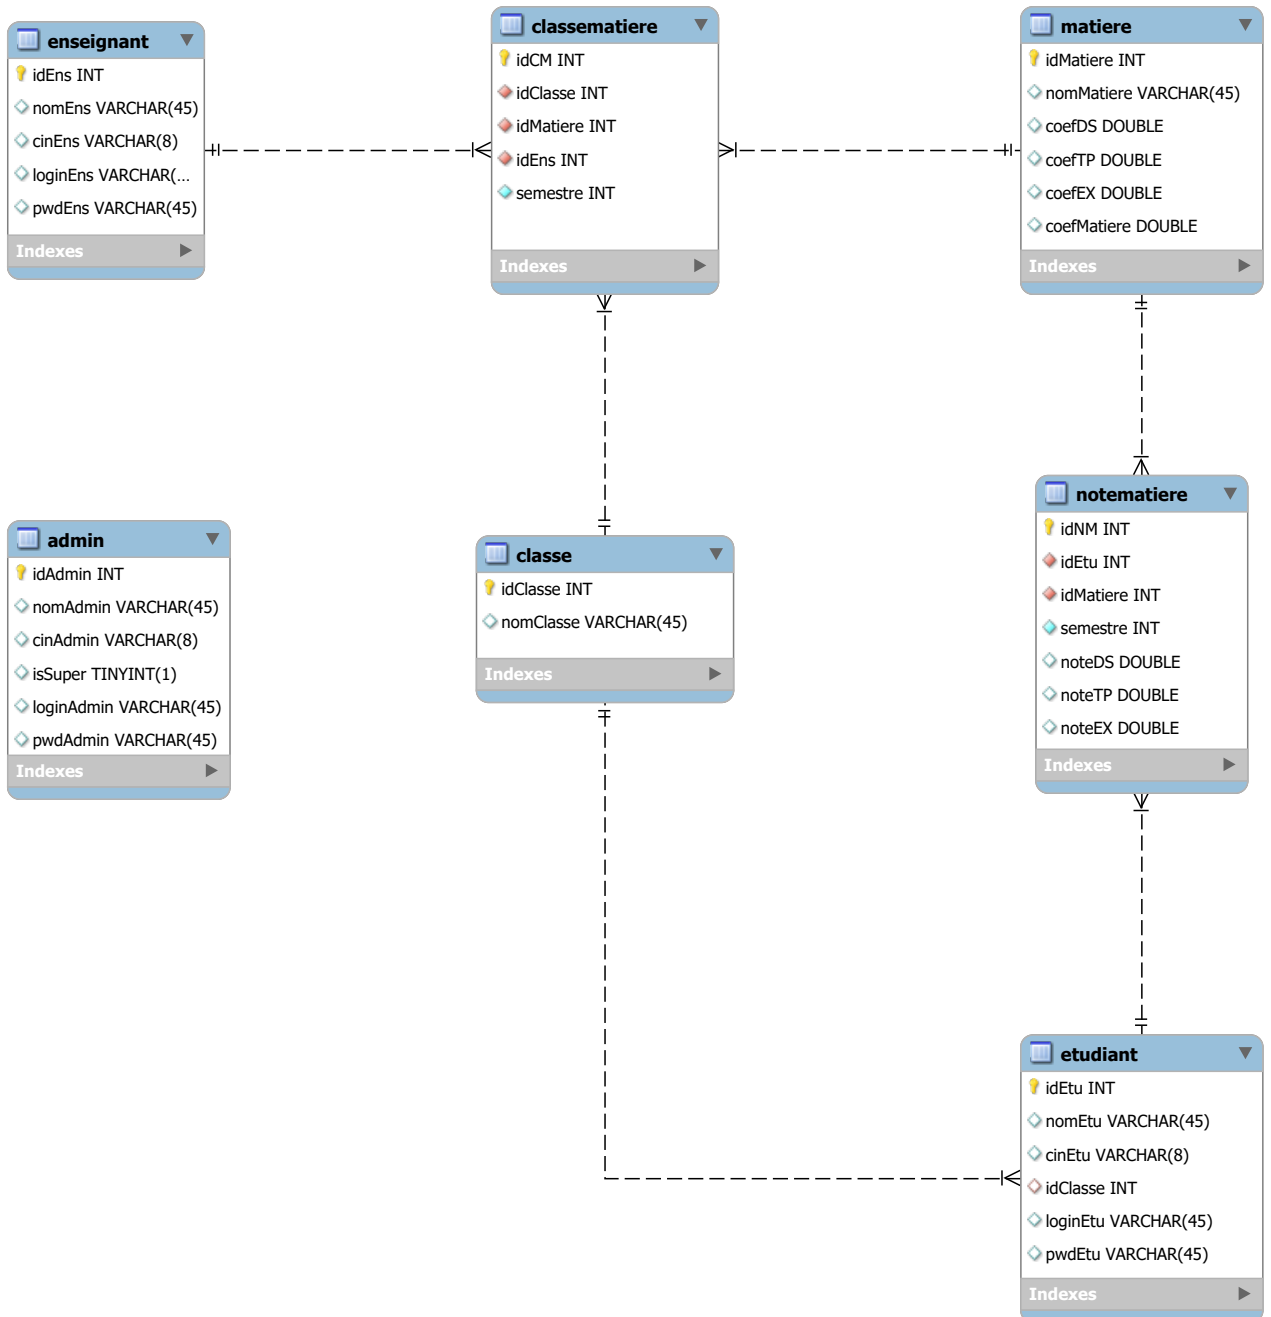 enseignant
idEns INT
nomEns VARCHAR(45)
cinEns VARCHAR(8)
loginEns VARCHAR(...
pwdEns VARCHAR(45)
Indexes
classematiere
idCM INT
idClasse INT
idMatiere INT
idEns INT
semestre INT
Indexes
matiere
idMatiere INT
nomMatiere VARCHAR(45)
coefDS DOUBLE
coefTP DOUBLE
coefEX DOUBLE
coefMatiere DOUBLE
Indexes
admin
idAdmin INT
nomAdmin VARCHAR(45)
cinAdmin VARCHAR(8)
isSuper TINYINT(1)
loginAdmin VARCHAR(45)
pwdAdmin VARCHAR(45)
Indexes
classe
idClasse INT
nomClasse VARCHAR(45)
Indexes
notematiere
idNM INT
idEtu INT
idMatiere INT
semestre INT
noteDS DOUBLE
noteTP DOUBLE
noteEX DOUBLE
Indexes
etudiant
idEtu INT
nomEtu VARCHAR(45)
cinEtu VARCHAR(8)
idClasse INT
loginEtu VARCHAR(45)
pwdEtu VARCHAR(45)
Indexes